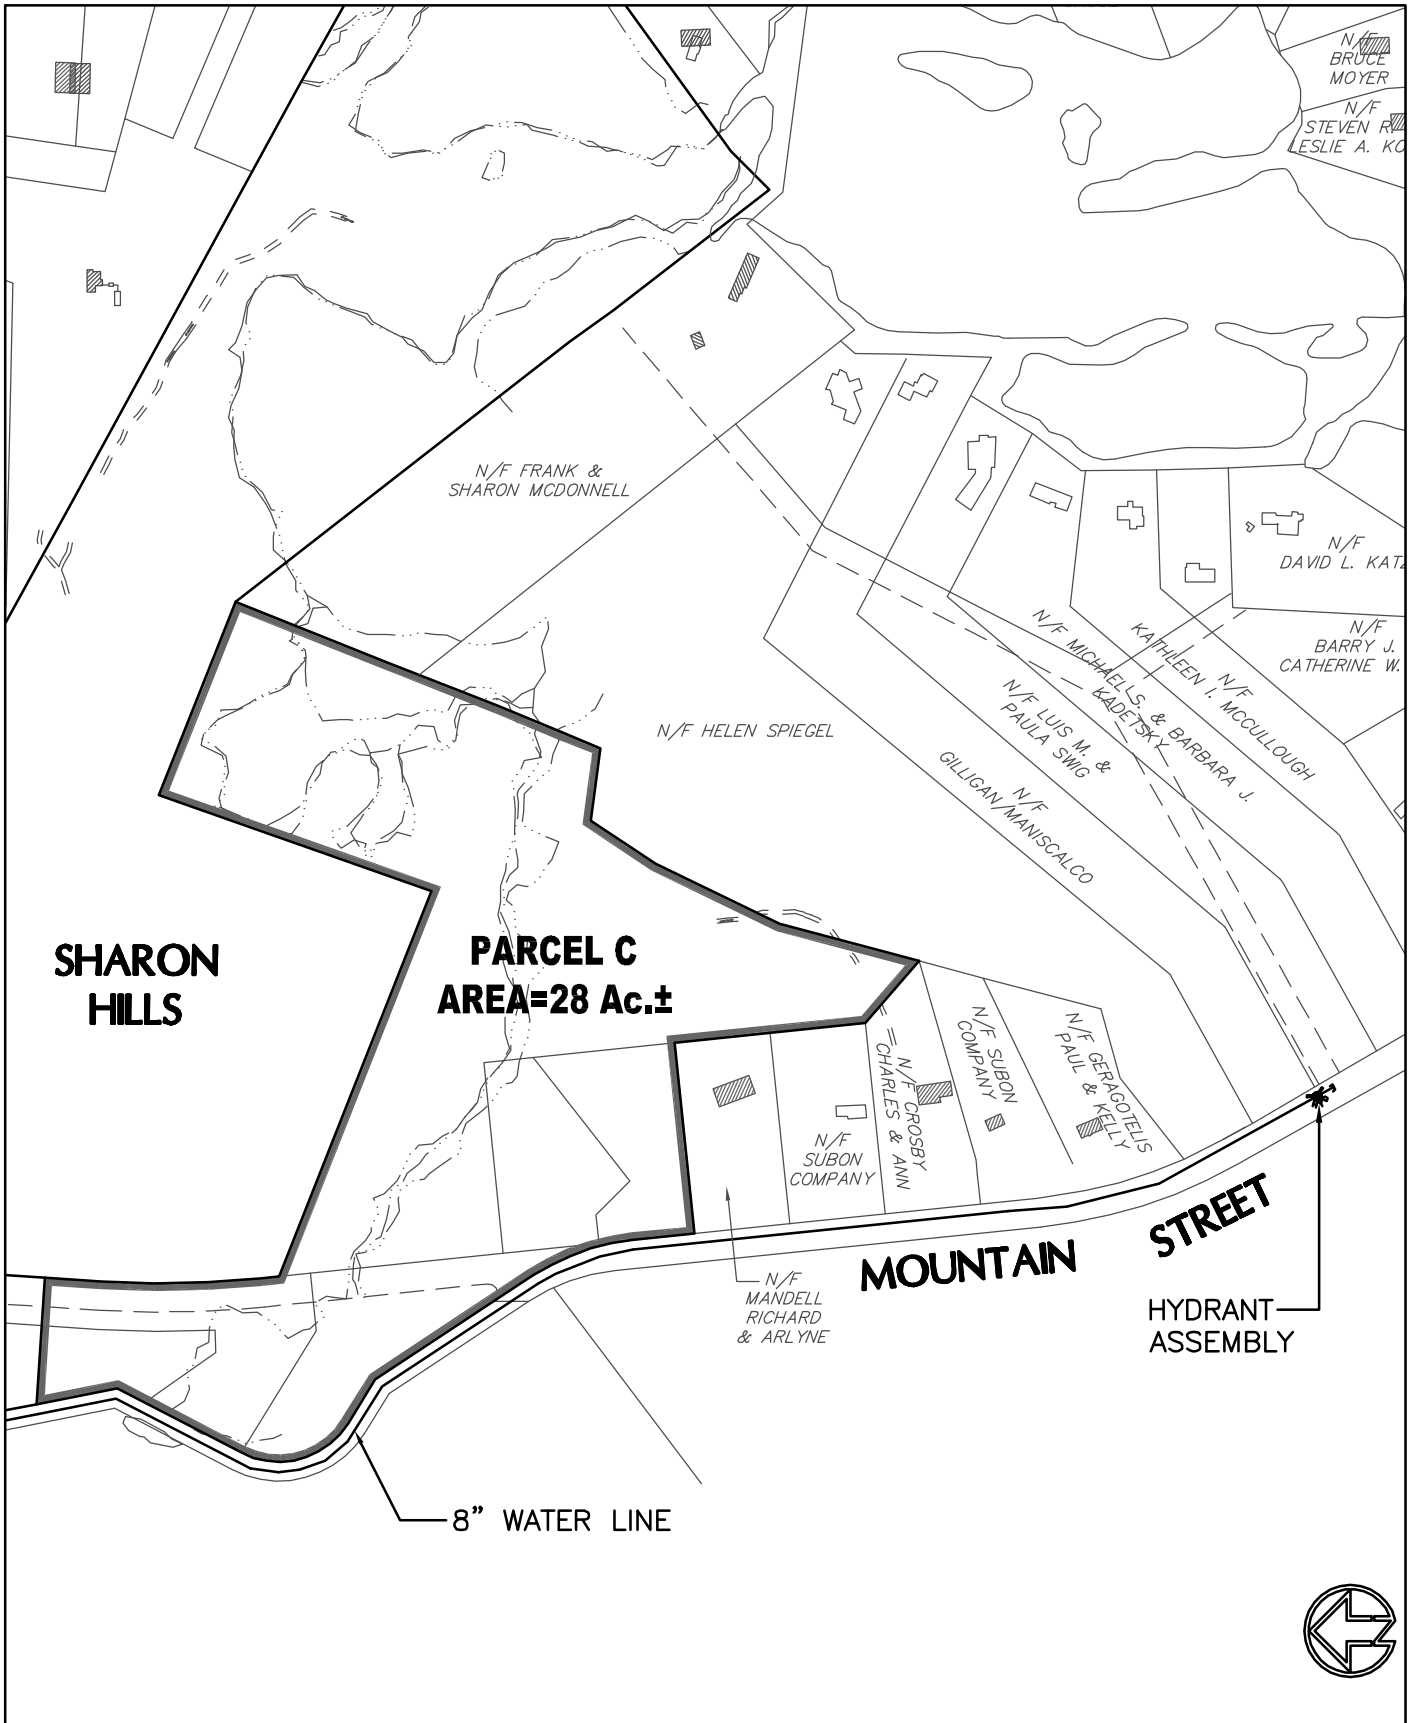 N/F
BRUCE
MOYER
N/F
STEVEN R.
LESLIE A. KO
N/F FRANK &
SHARON MCDONNELL
N/F
DAVID L. KATZ
N/F
BARRY J.
CATHERINE W.
N/F
KATHLEEN I. MCCULLOUGH
N/F MICHAEL S. & BARBARA J.
KADETSKY
N/F LUIS M. &
PAULA SWIG
N/F
GILLIGAN/MANISCALCO
N/F HELEN SPIEGEL
SHARON
HILLS
PARCEL C
AREA=28 Ac.±
N/F CROSBY
CHARLES & ANN
N/F SUBON
COMPANY
N/F GERAGOTELIS
PAUL & KELLY
N/F
SUBON
COMPANY
N/F
MANDELL
RICHARD
& ARLYNE
MOUNTAIN STREET
HYDRANT
ASSEMBLY
8” WATER LINE